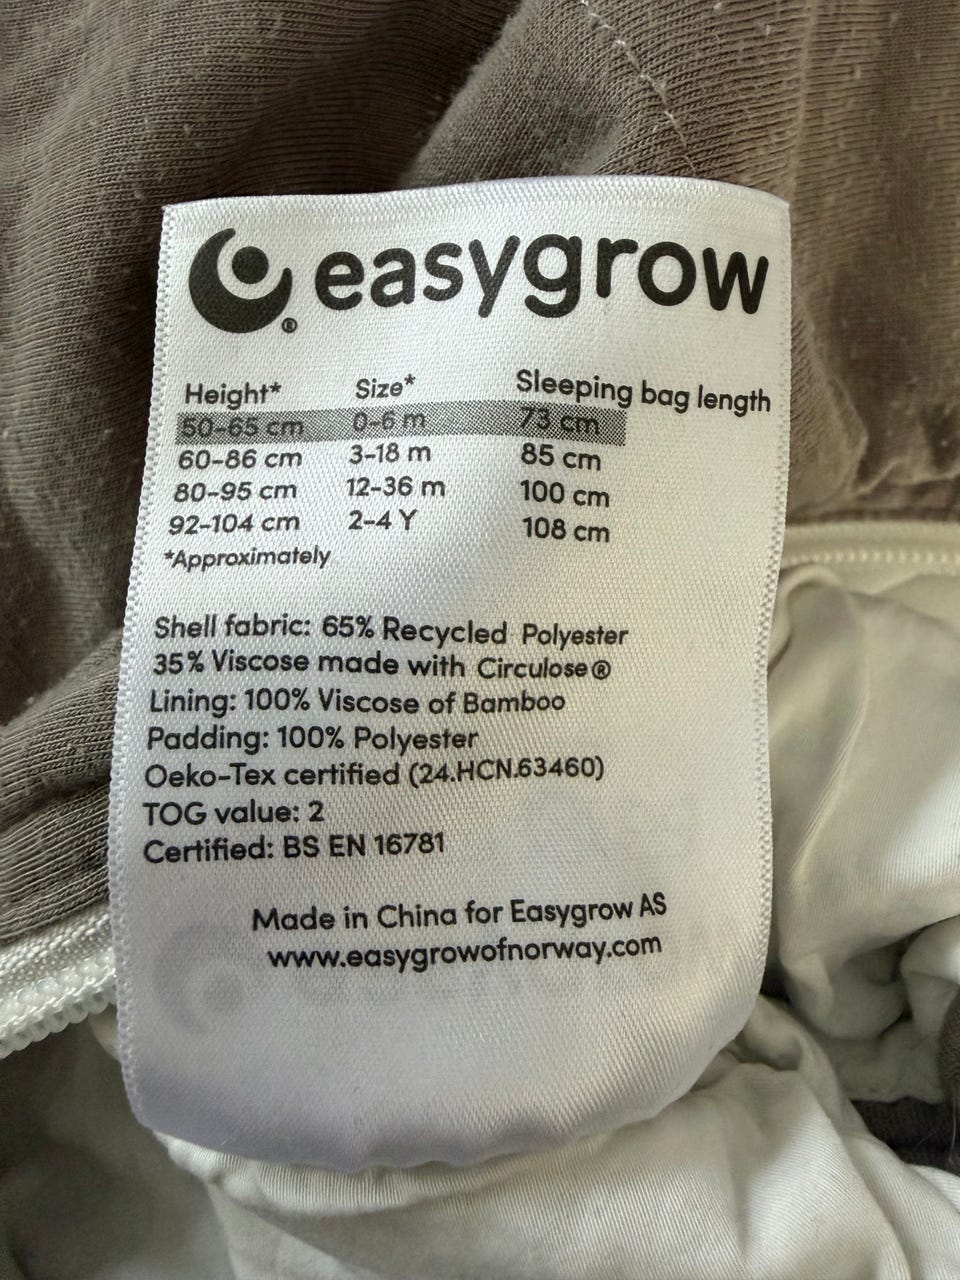 easygrow
®
Height* Size* Sleeping bag length
50-65 cm 0-6 m 73 cm
60-86 cm 3-18 m 85 cm
80-95 cm 12-36 m 100 cm
92-104 cm 2-4 Y 108 cm
*Approximately
Shell fabric: 65% Recycled Polyester
35% Viscose made with Circulose®
Lining: 100% Viscose of Bamboo
Padding: 100% Polyester
Oeko-Tex certified (24.HCN.63460)
TOG value: 2
Certified: BS EN 16781
Made in China for Easygrow AS
www.easygrowofnorway.com